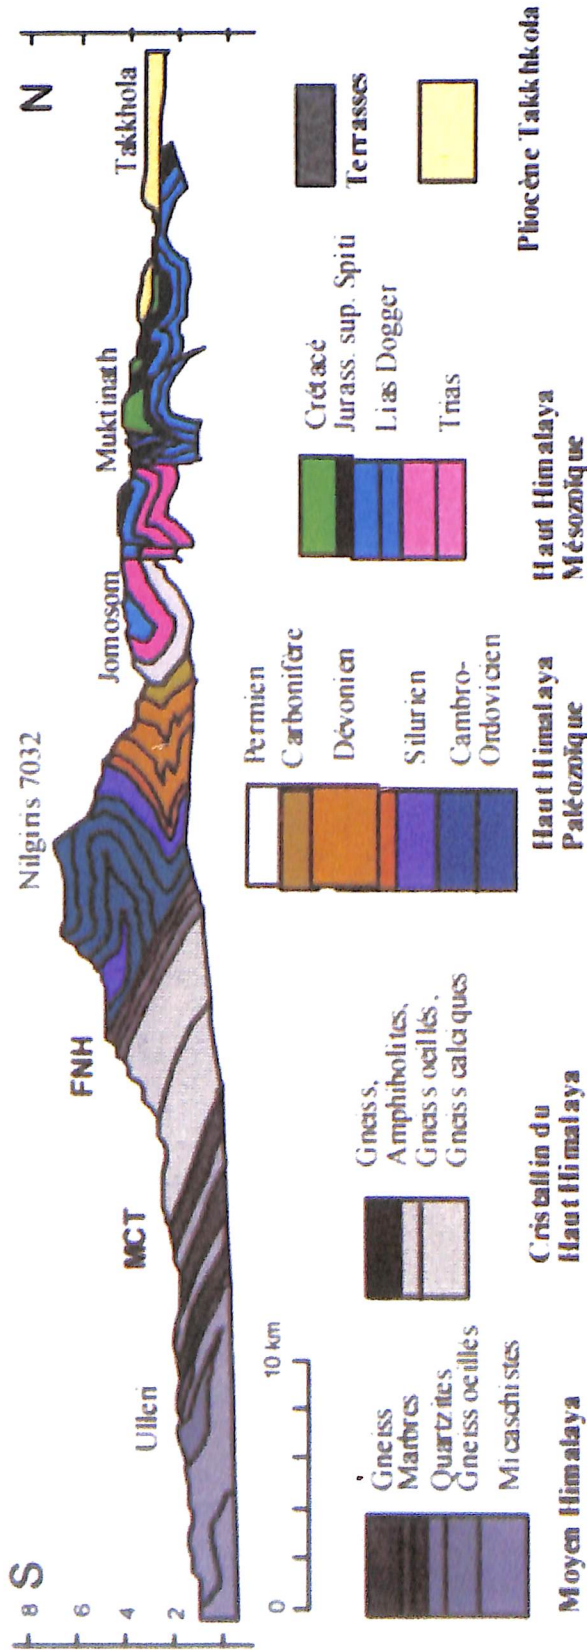 S
N
8
6
4
2
Ulleri
MCT
FNH
Nilgiris 7032
Jomosom
Muktinath
Takkhola
0
10 km
Gneiss
Marbres
Quartzites
Gneiss oeillés
Micaschistes
Moyen Himalaya
Gneiss,
Amphibolites,
Gneiss oeillés,
Gneiss calciques
Cristallin du
Haut Himalaya
Permien
Carbonifère
Dévonien
Silurien
Cambro-
Ordovicien
Haut Himalaya
Paléozoïque
Crétacé
Jurass. sup. Spiti
Lias Dogger
Trias
Haut Himalaya
Mésozoïque
Terrasses
Pliocène Takkhkola